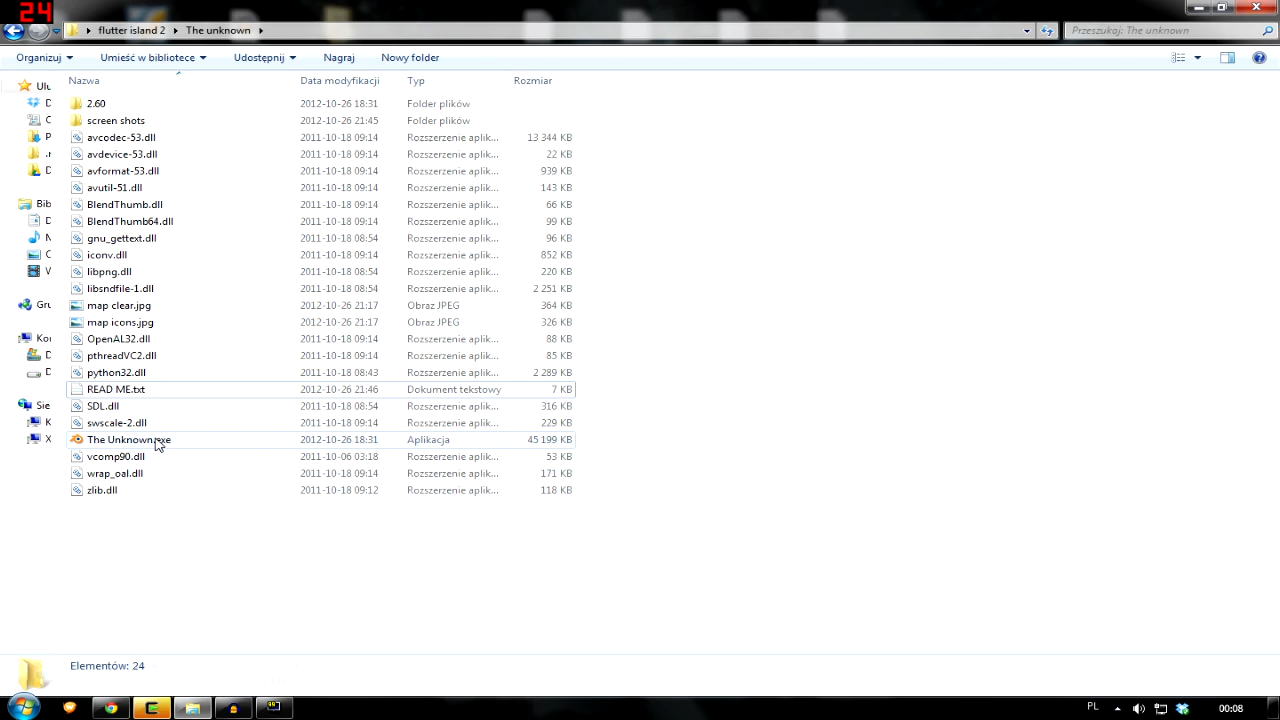 24
flutter island 2 The unknown
Przeszukaj: The unknown
Organizuj Umieść w bibliotece Udostępnij Nagraj Nowy folder
Nazwa Data modyfikacji Typ Rozmiar
2.60 2012-10-26 18:31 Folder plików
screen shots 2012-10-26 21:45 Folder plików
avcodec-53.dll 2011-10-18 09:14 Rozszerzenie aplik... 13 344 KB
avdevice-53.dll 2011-10-18 09:14 Rozszerzenie aplik... 22 KB
avformat-53.dll 2011-10-18 09:14 Rozszerzenie aplik... 939 KB
avutil-51.dll 2011-10-18 09:14 Rozszerzenie aplik... 143 KB
BlendThumb.dll 2011-10-18 09:14 Rozszerzenie aplik... 66 KB
BlendThumb64.dll 2011-10-18 09:14 Rozszerzenie aplik... 99 KB
gnu_gettext.dll 2011-10-18 08:54 Rozszerzenie aplik... 96 KB
iconv.dll 2011-10-18 09:14 Rozszerzenie aplik... 852 KB
libpng.dll 2011-10-18 08:54 Rozszerzenie aplik... 220 KB
libsndfile-1.dll 2011-10-18 08:54 Rozszerzenie aplik... 2 251 KB
map clear.jpg 2012-10-26 21:17 Obraz JPEG 364 KB
map icons.jpg 2012-10-26 21:17 Obraz JPEG 326 KB
OpenAL32.dll 2011-10-18 09:14 Rozszerzenie aplik... 88 KB
pthreadVC2.dll 2011-10-18 09:14 Rozszerzenie aplik... 85 KB
python32.dll 2011-10-18 08:43 Rozszerzenie aplik... 2 289 KB
READ ME.txt 2012-10-26 21:46 Dokument tekstowy 7 KB
SDL.dll 2011-10-18 08:54 Rozszerzenie aplik... 316 KB
swscale-2.dll 2011-10-18 09:14 Rozszerzenie aplik... 229 KB
The Unknown.exe 2012-10-26 18:31 Aplikacja 45 199 KB
vcomp90.dll 2011-10-06 03:18 Rozszerzenie aplik... 53 KB
wrap_oal.dll 2011-10-18 09:14 Rozszerzenie aplik... 171 KB
zlib.dll 2011-10-18 09:12 Rozszerzenie aplik... 118 KB
Ulu
D
C
P
.r
D
Bib
D
N
C
V
Gru
Kor
D
D
Sie
K
X
Elementów: 24
PL 00:08